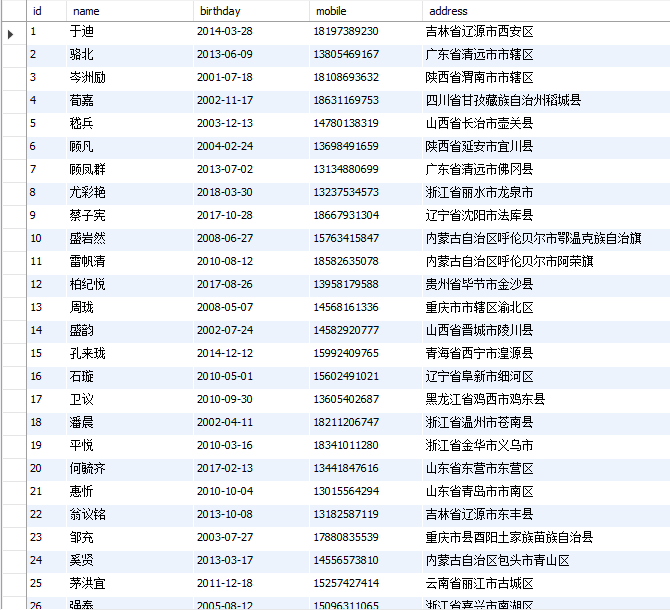 id name birthday mobile address
1 于迪 2014-03-28 18197389230 吉林省辽源市西安区
2 骆北 2013-06-09 13805469167 广东省清远市市辖区
3 岑洲励 2001-07-18 18108693632 陕西省渭南市市辖区
4 荀嘉 2002-11-17 18631169753 四川省甘孜藏族自治州稻城县
5 嵇兵 2003-12-13 14780138319 山西省长治市壶关县
6 顾凡 2004-02-24 13698491659 陕西省延安市宜川县
7 顾凤群 2013-07-02 13134880699 广东省清远市佛冈县
8 尤彩艳 2018-03-30 13237534573 浙江省丽水市龙泉市
9 蔡子宪 2017-10-28 18667931304 辽宁省沈阳市法库县
10 盛岩然 2008-06-27 15763415847 内蒙古自治区呼伦贝尔市鄂温克族自治旗
11 雷帆清 2010-08-12 18582635078 内蒙古自治区呼伦贝尔市阿荣旗
12 柏纪悦 2017-08-26 13958179588 贵州省毕节市金沙县
13 周珑 2008-05-07 14568161336 重庆市市辖区渝北区
14 盛韵 2002-07-24 14582920777 山西省晋城市陵川县
15 孔来珑 2014-12-12 15992409765 青海省西宁市湟源县
16 石璇 2010-05-01 15602491021 辽宁省阜新市细河区
17 卫议 2010-09-30 13605402687 黑龙江省鸡西市鸡东县
18 潘晨 2002-04-11 18211206747 浙江省温州市苍南县
19 平悦 2010-03-16 18341011280 浙江省金华市义乌市
20 何毓齐 2017-02-13 13441847616 山东省东营市东营区
21 惠忻 2010-10-04 13015564294 山东省青岛市市南区
22 翁议铭 2013-10-08 13182587119 吉林省辽源市东丰县
23 邹充 2003-07-27 17880835539 重庆市县酉阳土家族苗族自治县
24 奚贤 2013-03-17 14556573810 内蒙古自治区包头市青山区
25 茅洪宜 2011-12-18 15257427414 云南省丽江市古城区
26 强泰 2005-08-12 15096311065 浙江省嘉兴市南湖区